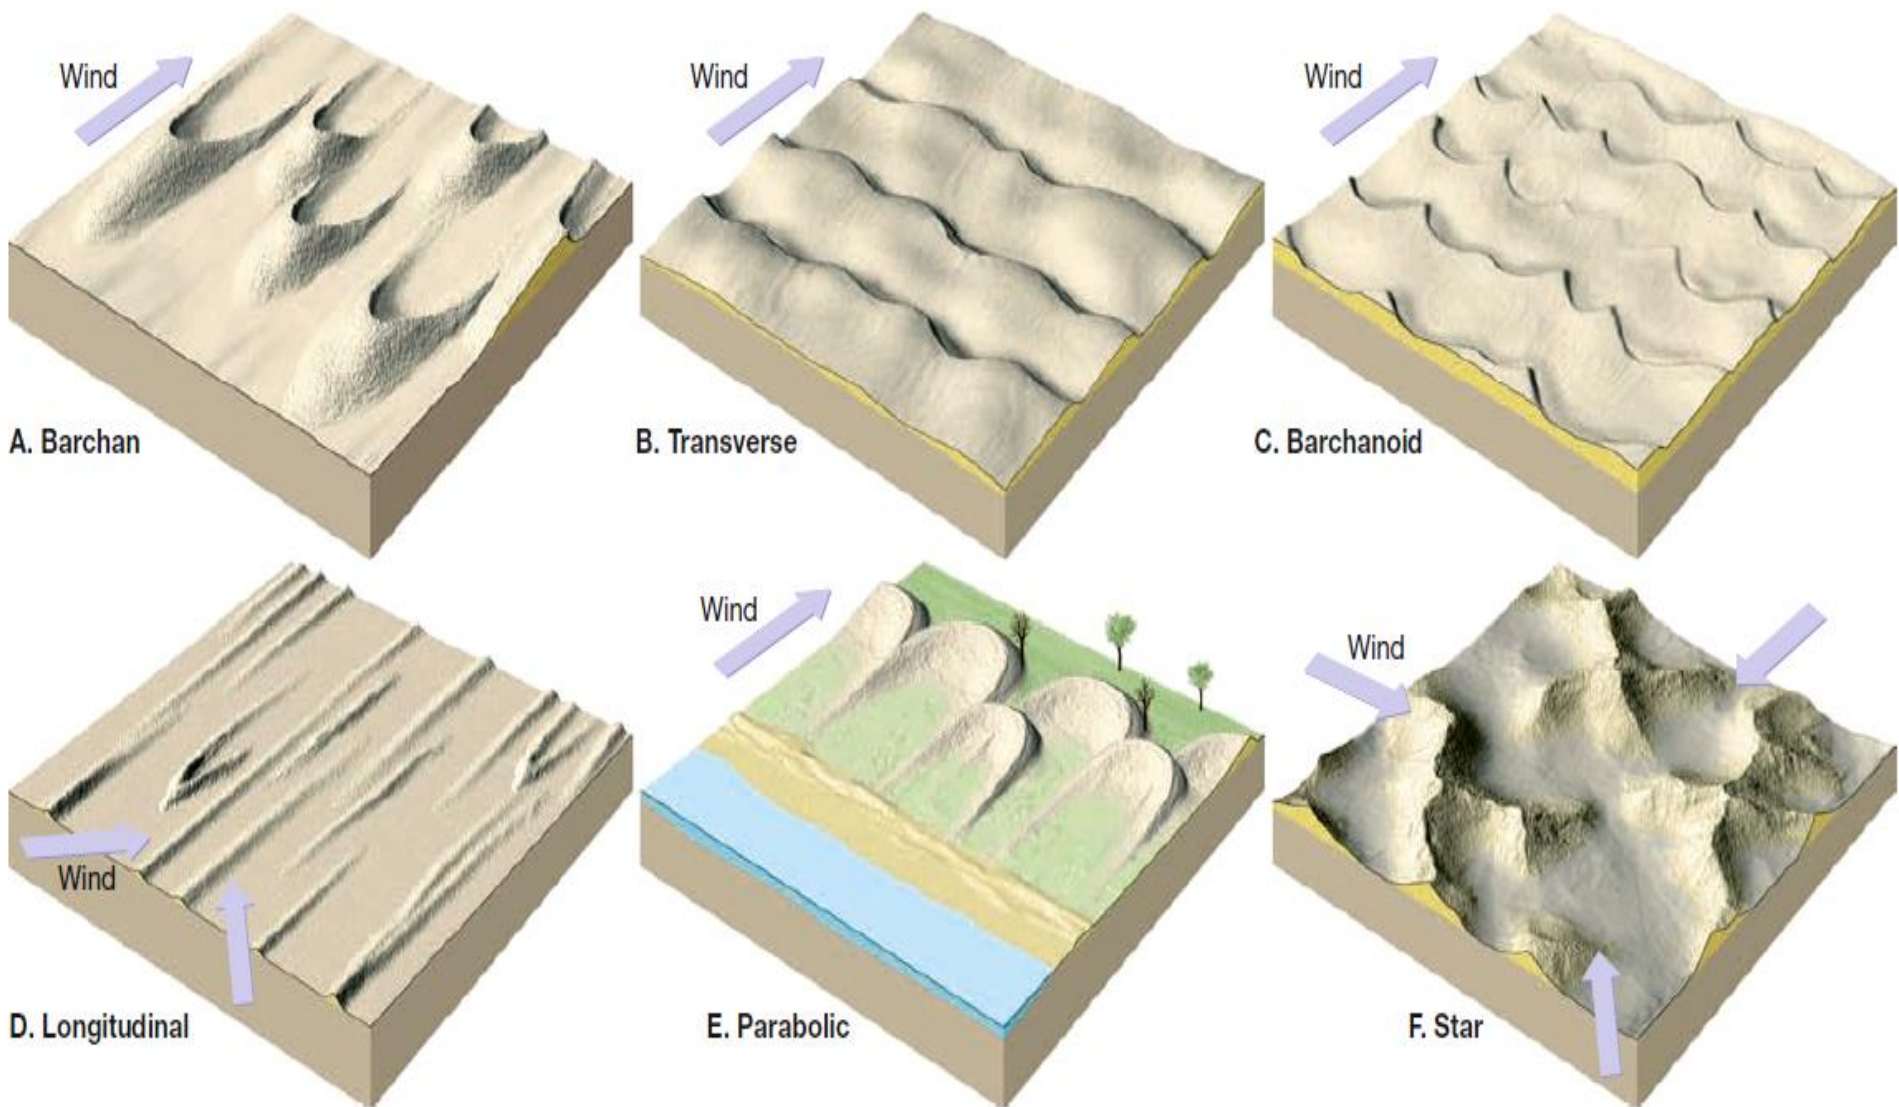 Wind
Wind
Wind
A. Barchan
B. Transverse
C. Barchanoid
Wind
Wind
Wind
D. Longitudinal
E. Parabolic
F. Star